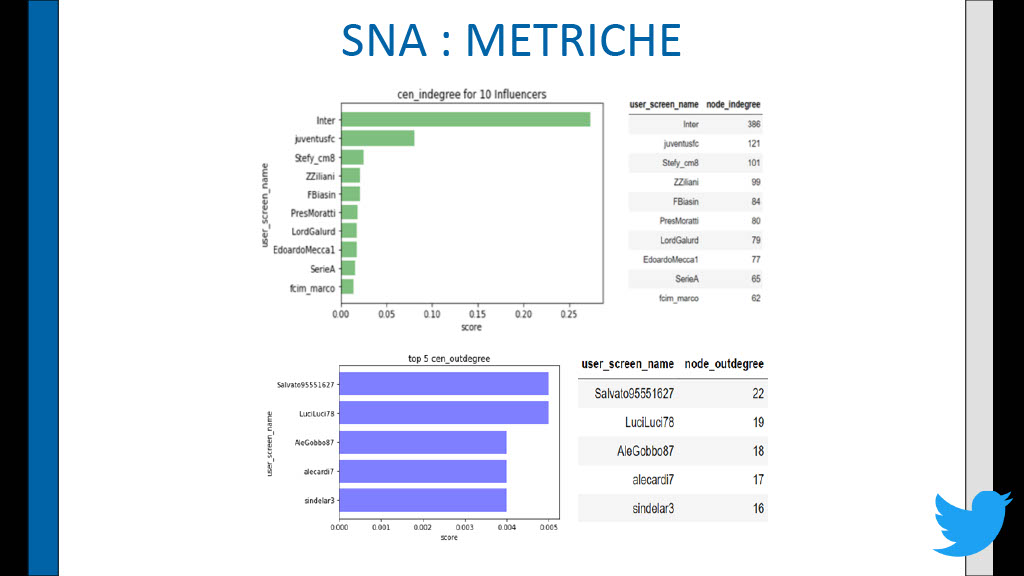 SNA : METRICHE
cen_indegree for 10 Influencers
user_screen_name
Inter
juventusfc
Stefy_cm8
ZZiliani
FBiasin
PresMoratti
LordGalurd
EdoardoMecca1
SerieA
fcim_marco
0.00 0.05 0.10 0.15 0.20 0.25
score
user_screen_name node_indegree
Inter 386
juventusfc 121
Stefy_cm8 101
ZZiliani 99
FBiasin 84
PresMoratti 80
LordGalurd 79
EdoardoMecca1 77
SerieA 65
fcim_marco 62
top 5 cen_outdegree
user_screen_name
Salvato95551627
LuciLuci78
AleGobbo87
alecardi7
sindelar3
0.000 0.001 0.002 0.003 0.004 0.005
score
user_screen_name node_outdegree
Salvato95551627 22
LuciLuci78 19
AleGobbo87 18
alecardi7 17
sindelar3 16